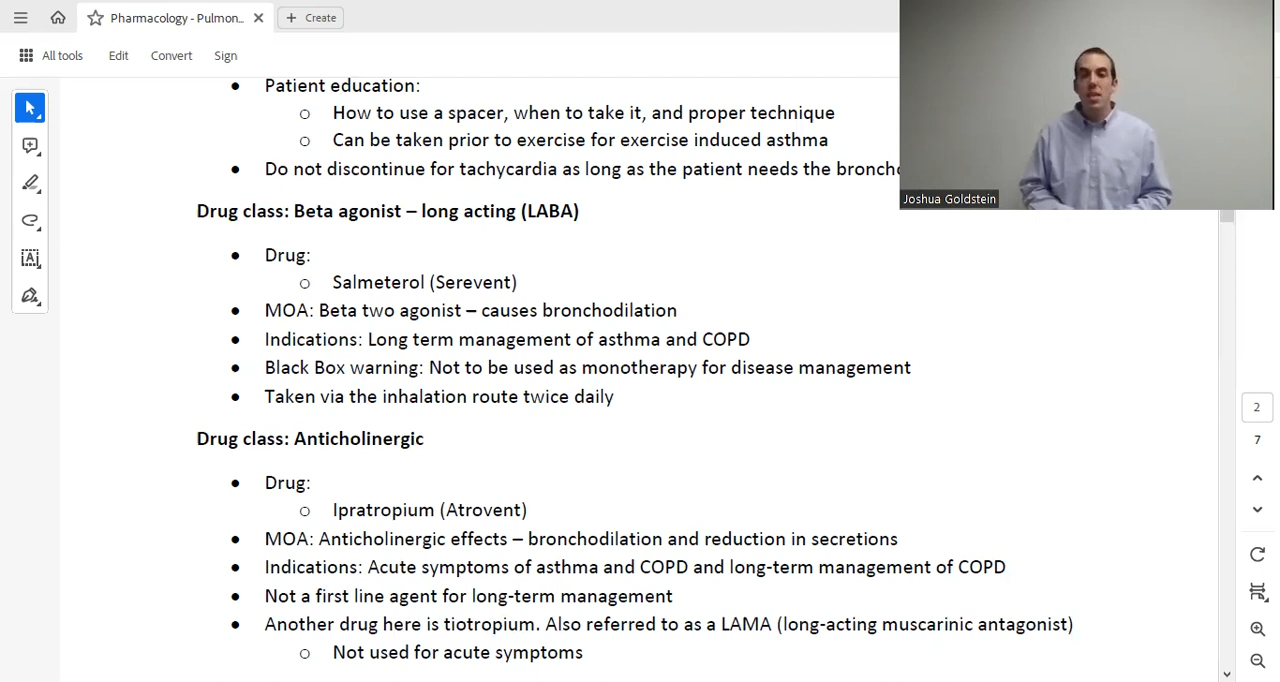 Pharmacology - Pulmon...
Create
All tools Edit Convert Sign
Patient education:
How to use a spacer, when to take it, and proper technique
Can be taken prior to exercise for exercise induced asthma
Do not discontinue for tachycardia as long as the patient needs the bronchc
Joshua Goldstein
Drug class: Beta agonist – long acting (LABA)
Drug:
Salmeterol (Serevent)
MOA: Beta two agonist – causes bronchodilation
Indications: Long term management of asthma and COPD
Black Box warning: Not to be used as monotherapy for disease management
Taken via the inhalation route twice daily
Drug class: Anticholinergic
Drug:
Ipratropium (Atrovent)
MOA: Anticholinergic effects – bronchodilation and reduction in secretions
Indications: Acute symptoms of asthma and COPD and long-term management of COPD
Not a first line agent for long-term management
Another drug here is tiotropium. Also referred to as a LAMA (long-acting muscarinic antagonist)
Not used for acute symptoms
2
7